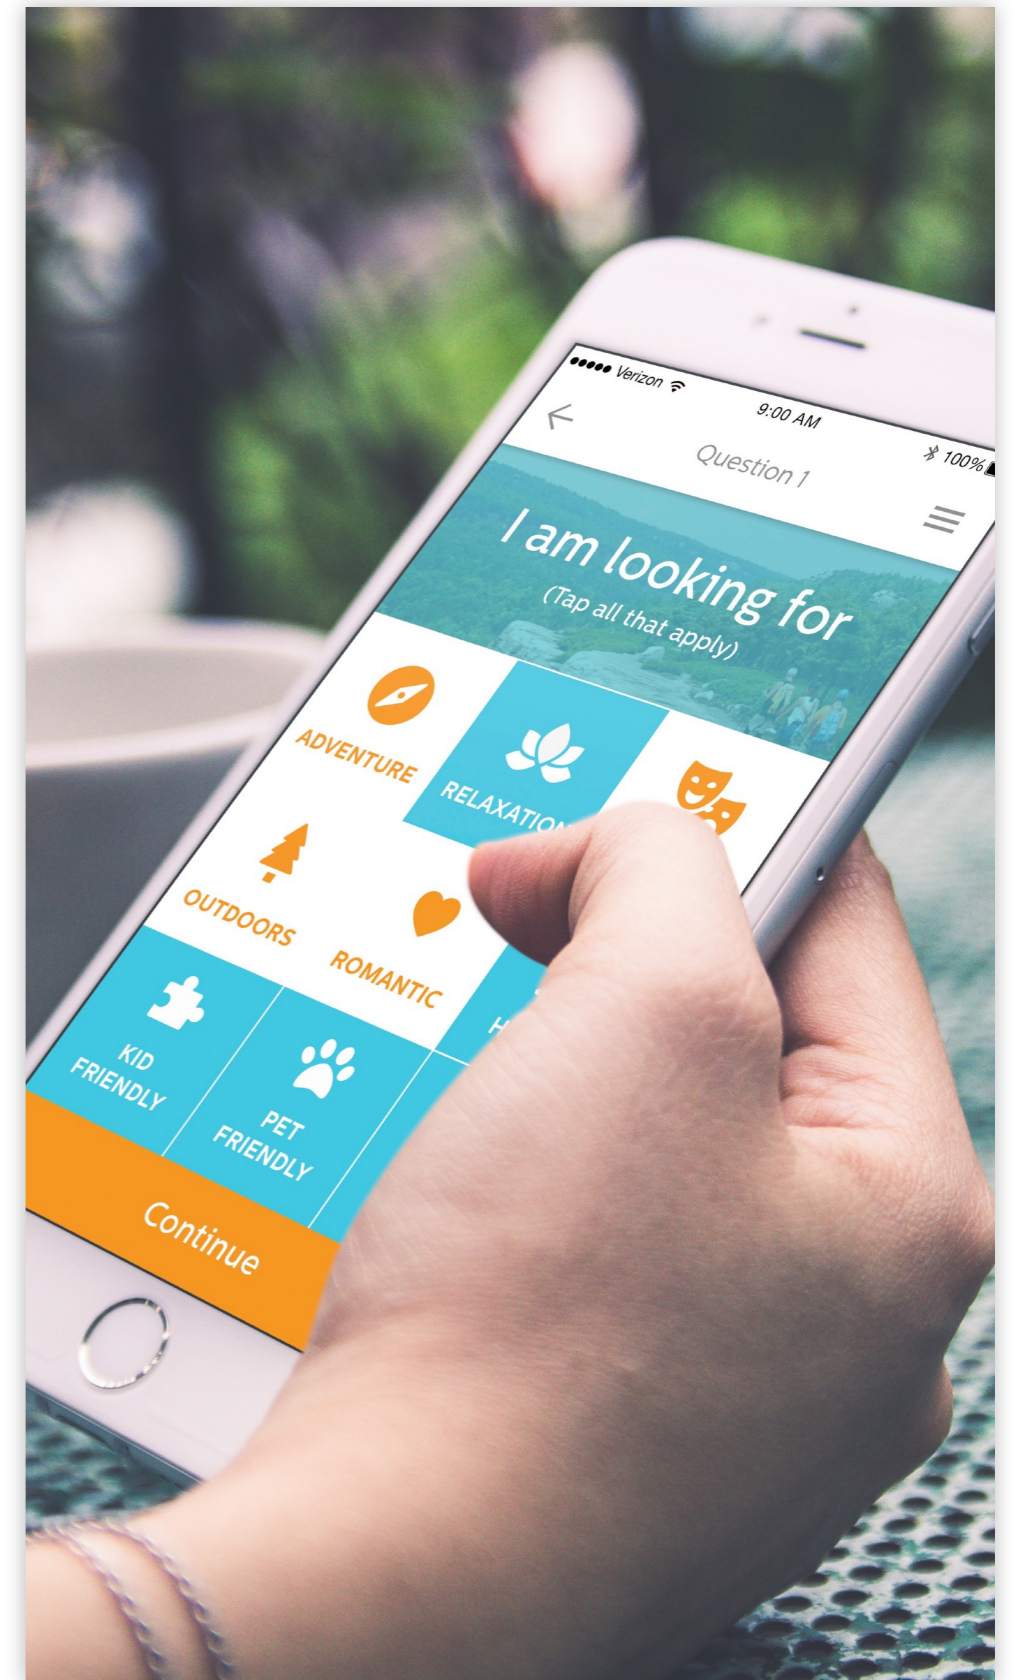 Verizon
9:00 AM
100%
Question 1
I am looking for
(Tap all that apply)
ADVENTURE
RELAXATION
OUTDOORS
ROMANTIC
KID
FRIENDLY
PET
FRIENDLY
Continue